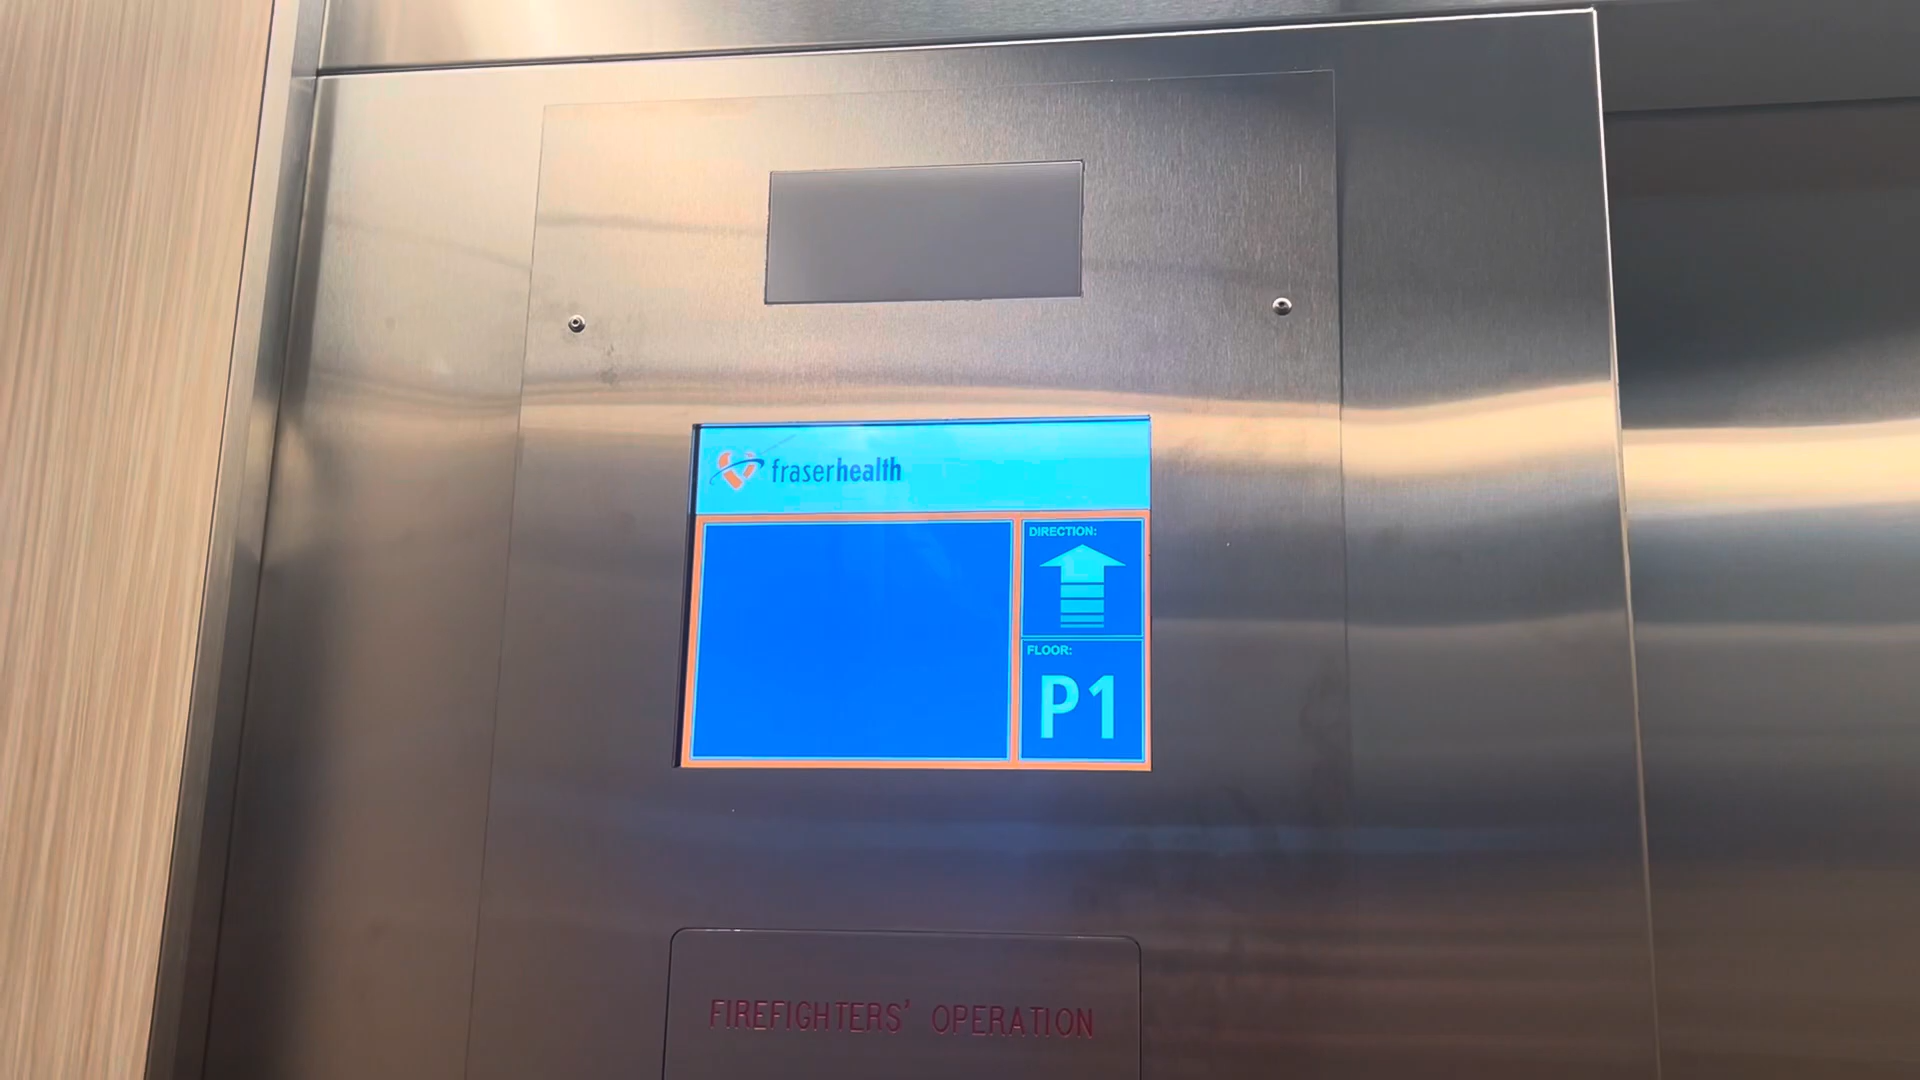 fraserhealth
DIRECTION:
FLOOR:
P1
FIREFIGHTERS' OPERATION